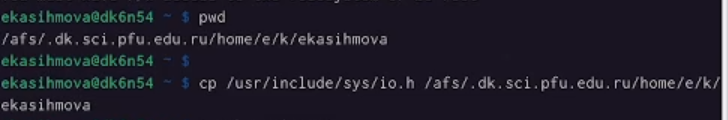 ekasihmova@dk6n54 ~ $ pwd
/afs/.dk.sci.pfu.edu.ru/home/e/k/ekasihmova
ekasihmova@dk6n54 ~ $
ekasihmova@dk6n54 ~ $ cp /usr/include/sys/io.h /afs/.dk.sci.pfu.edu.ru/home/e/k/
ekasihmova